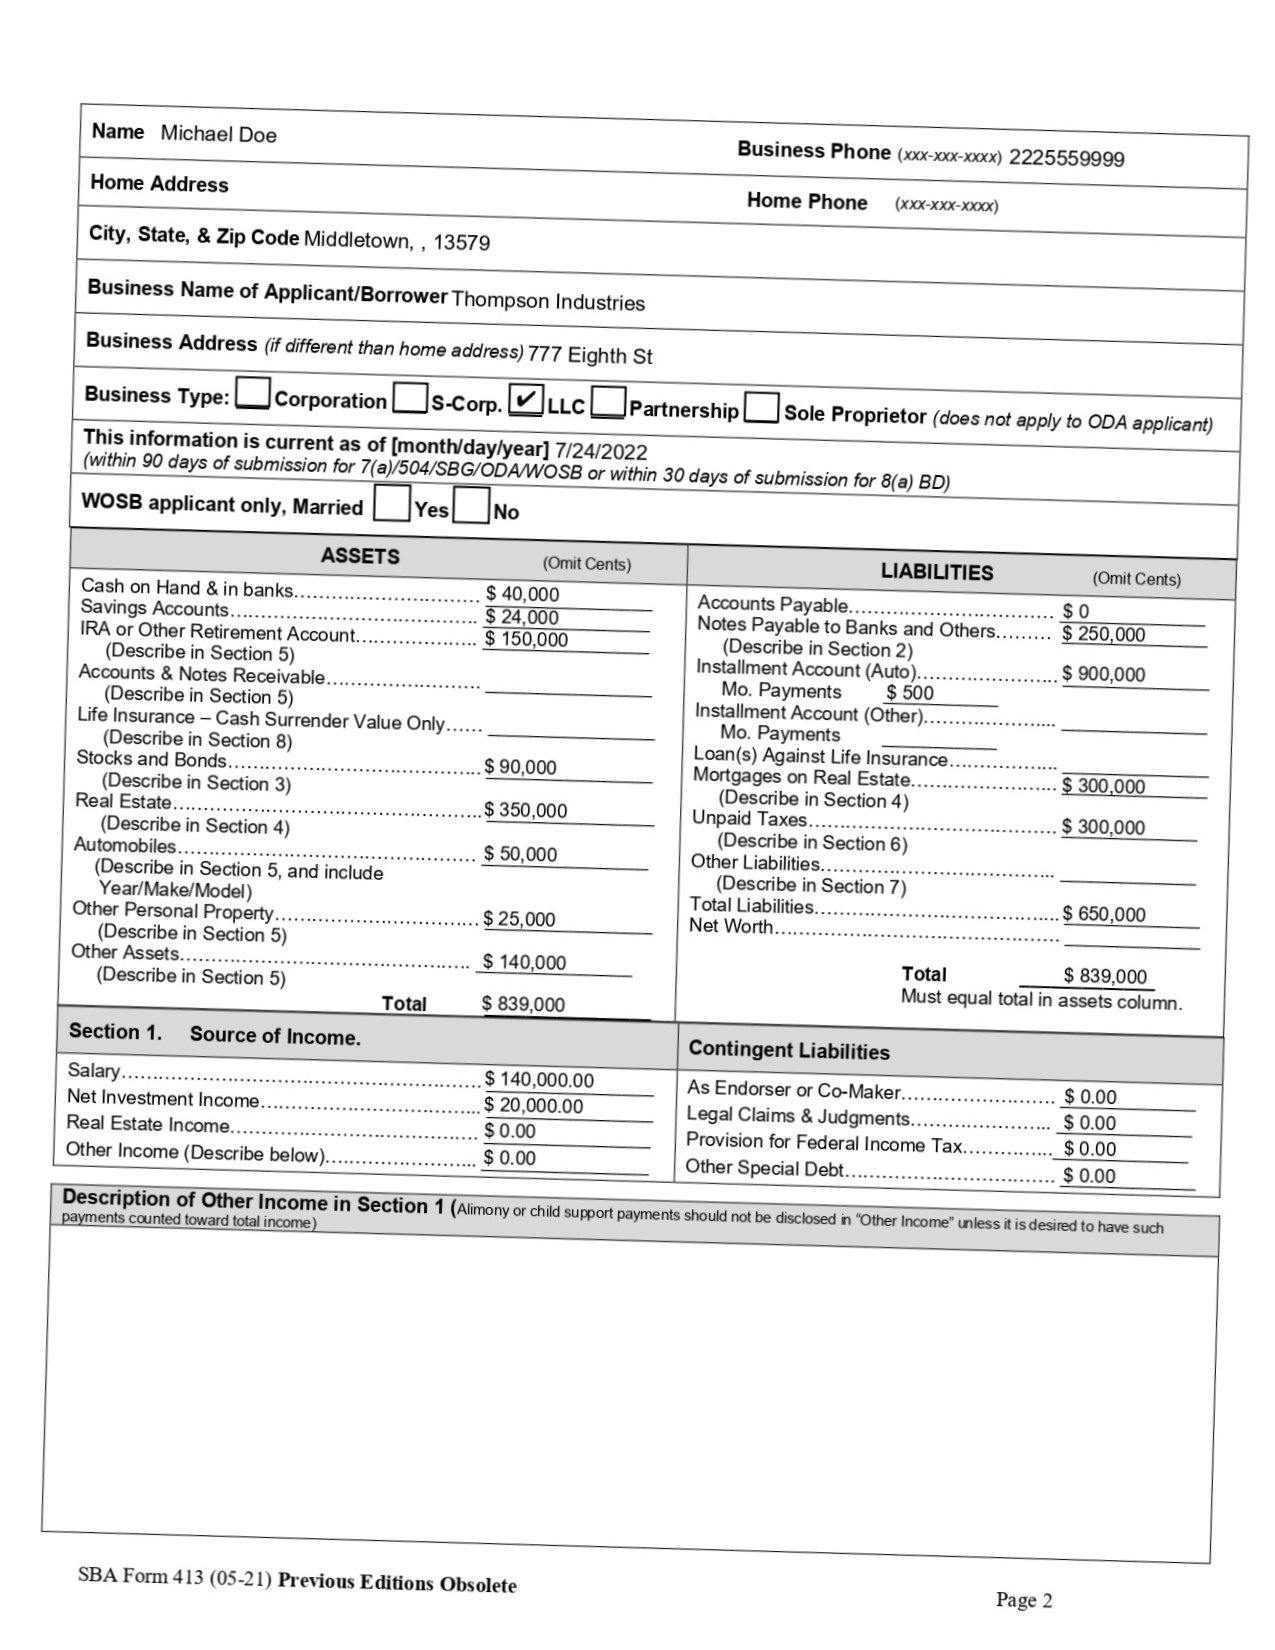 Name Michael Doe Business Phone (xxx-xxx-xxxx) 2225559999
Home Address Home Phone (xxx-xxx-xxxx)
City, State, & Zip Code Middletown, , 13579
Business Name of Applicant/Borrower Thompson Industries
Business Address (if different than home address) 777 Eighth St
Business Type: Corporation S-Corp. ✔ LLC Partnership Sole Proprietor (does not apply to ODA applicant)
This information is current as of [month/day/year] 7/24/2022
(within 90 days of submission for 7(a)/504/SBG/ODA/WOSB or within 30 days of submission for 8(a) BD)
WOSB applicant only, Married Yes No
ASSETS (Omit Cents)
Cash on Hand & in banks.............................. $ 40,000
Savings Accounts....................................... $ 24,000
IRA or Other Retirement Account................... $ 150,000
(Describe in Section 5)
Accounts & Notes Receivable........................
(Describe in Section 5)
Life Insurance – Cash Surrender Value Only......
(Describe in Section 8)
Stocks and Bonds....................................... $ 90,000
(Describe in Section 3)
Real Estate................................................ $ 350,000
(Describe in Section 4)
Automobiles............................................... $ 50,000
(Describe in Section 5, and include
Year/Make/Model)
Other Personal Property................................ $ 25,000
(Describe in Section 5)
Other Assets.............................................. $ 140,000
(Describe in Section 5)
Total $ 839,000
LIABILITIES (Omit Cents)
Accounts Payable................................. $ 0
Notes Payable to Banks and Others......... $ 250,000
(Describe in Section 2)
Installment Account (Auto)...................... $ 900,000
Mo. Payments $ 500
Installment Account (Other).....................
Mo. Payments
Loan(s) Against Life Insurance.................
Mortgages on Real Estate....................... $ 300,000
(Describe in Section 4)
Unpaid Taxes....................................... $ 300,000
(Describe in Section 6)
Other Liabilities.....................................
(Describe in Section 7)
Total Liabilities...................................... $ 650,000
Net Worth.............................................
Total $ 839,000
Must equal total in assets column.
Section 1. Source of Income.
Salary......................................................... $ 140,000.00
Net Investment Income................................... $ 20,000.00
Real Estate Income....................................... $ 0.00
Other Income (Describe below)........................ $ 0.00
Contingent Liabilities
As Endorser or Co-Maker........................ $ 0.00
Legal Claims & Judgments...................... $ 0.00
Provision for Federal Income Tax.............. $ 0.00
Other Special Debt................................. $ 0.00
Description of Other Income in Section 1 (Alimony or child support payments should not be disclosed in “Other Income” unless it is desired to have such
payments counted toward total income)
SBA Form 413 (05-21) Previous Editions Obsolete Page 2